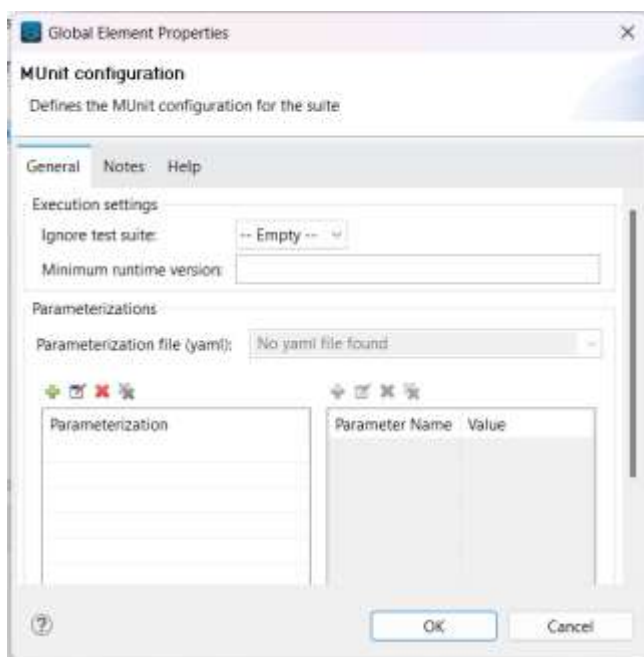 Global Element Properties
MUnit configuration
Defines the MUnit configuration for the suite
General Notes Help
Execution settings
Ignore test suite: -- Empty --
Minimum runtime version:
Parameterizations
Parameterization file (yaml): No yaml file found
Parameterization Parameter Name Value
OK Cancel